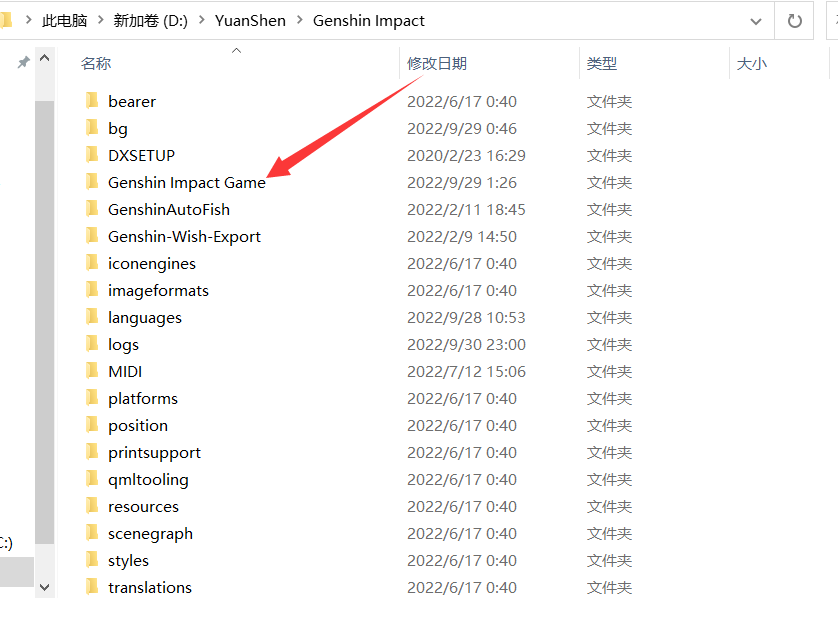 此电脑 > 新加卷 (D:) > YuanShen > Genshin Impact
名称 修改日期 类型 大小
bearer 2022/6/17 0:40 文件夹
bg 2022/9/29 0:46 文件夹
DXSETUP 2020/2/23 16:29 文件夹
Genshin Impact Game 2022/9/29 1:26 文件夹
GenshinAutoFish 2022/2/11 18:45 文件夹
Genshin-Wish-Export 2022/2/9 14:50 文件夹
iconengines 2022/6/17 0:40 文件夹
imageformats 2022/6/17 0:40 文件夹
languages 2022/9/28 10:53 文件夹
logs 2022/9/30 23:00 文件夹
MIDI 2022/7/12 15:06 文件夹
platforms 2022/6/17 0:40 文件夹
position 2022/6/17 0:40 文件夹
printsupport 2022/6/17 0:40 文件夹
qmltooling 2022/6/17 0:40 文件夹
resources 2022/6/17 0:40 文件夹
:) scenegraph 2022/6/17 0:40 文件夹
styles 2022/6/17 0:40 文件夹
translations 2022/6/17 0:40 文件夹